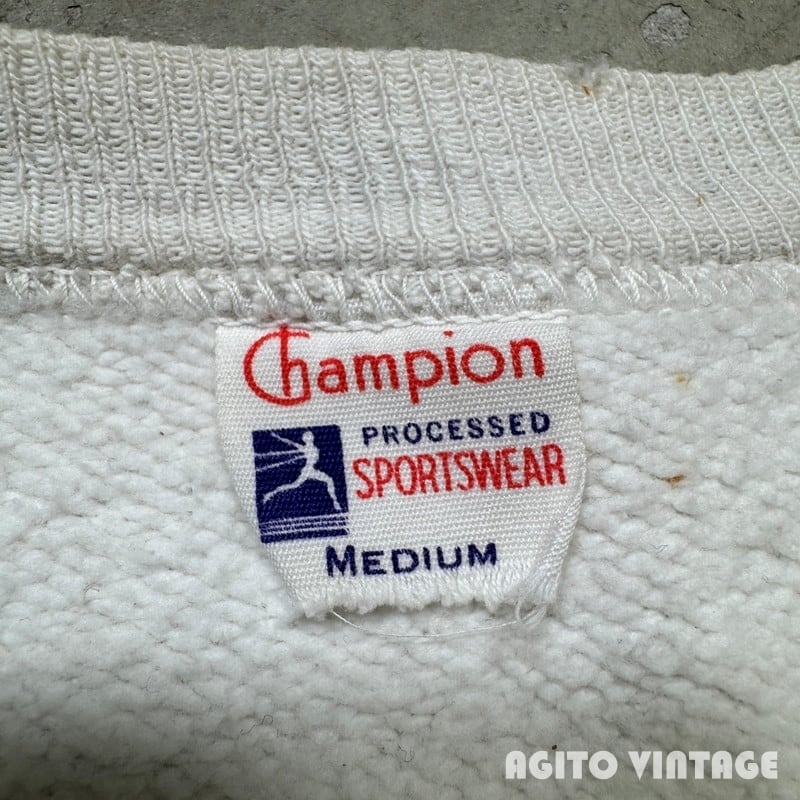 Champion
PROCESSED
SPORTSWEAR
MEDIUM
AGITO VINTAGE